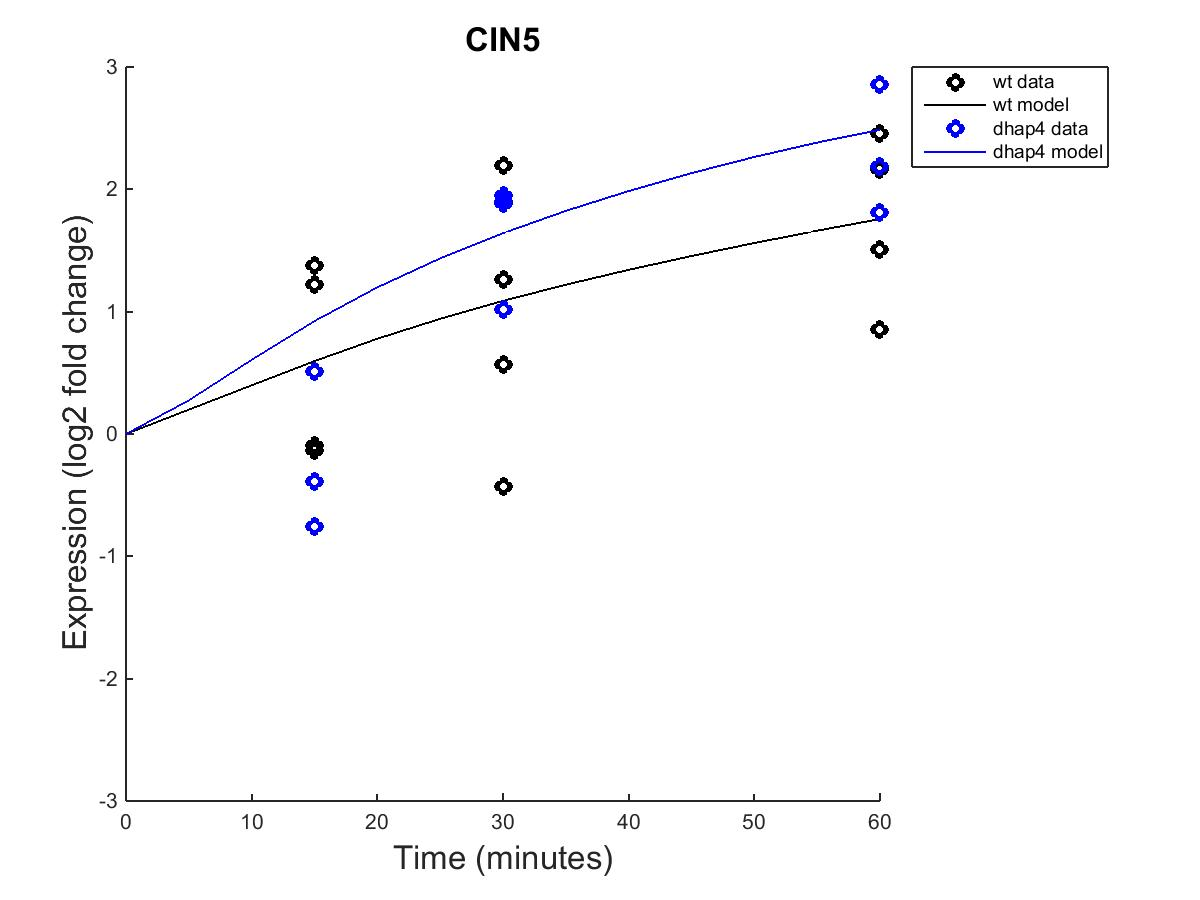 CIN5
3
2
1
0
-1
-2
-3
Expression (log2 fold change)
0 10 20 30 40 50 60
Time (minutes)
wt data
wt model
dhap4 data
dhap4 model